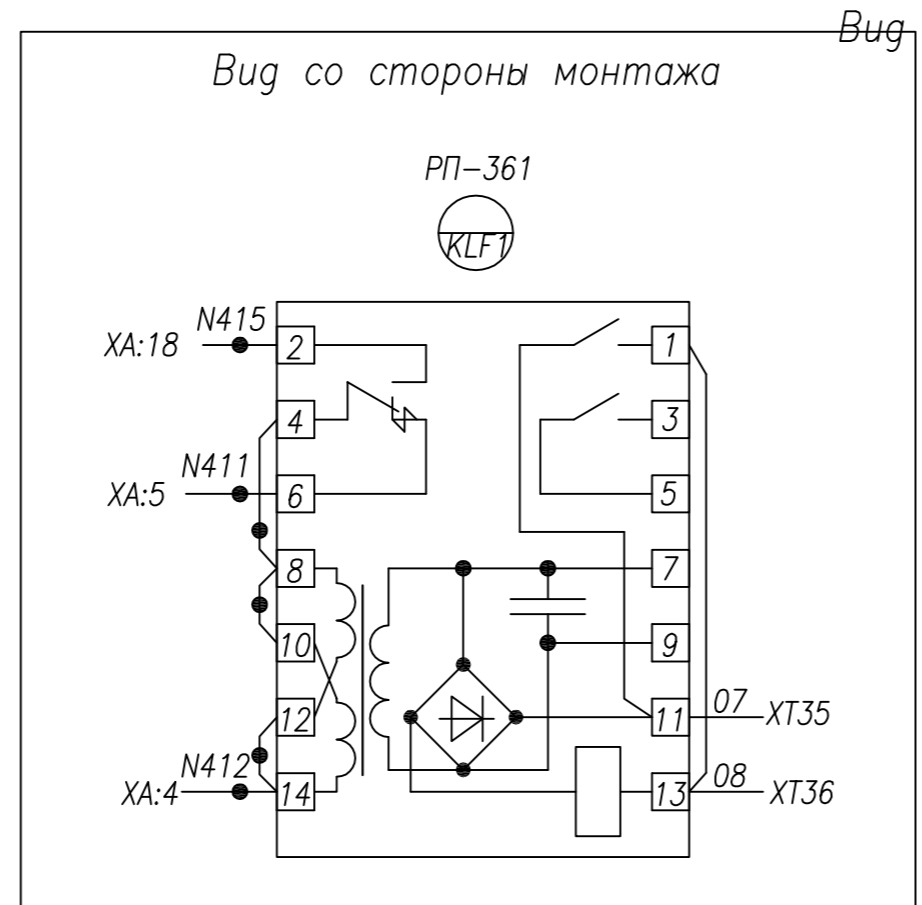 Вид
Вид со стороны монтажа
РП-361
KLF1
XA:18 N415 2 1
4 3
XA:5 N411 6 5
8 7
10 9
12 11 07 XT35
XA:4 N412 14 13 08 XT36